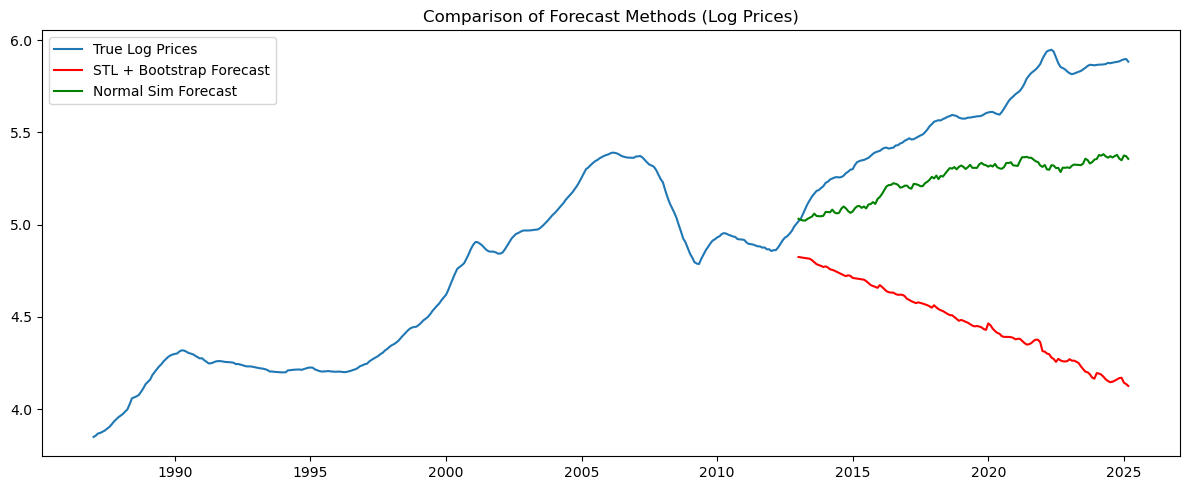 Comparison of Forecast Methods (Log Prices)
True Log Prices
STL + Bootstrap Forecast
Normal Sim Forecast
6.0
5.5
5.0
4.5
4.0
1990 1995 2000 2005 2010 2015 2020 2025